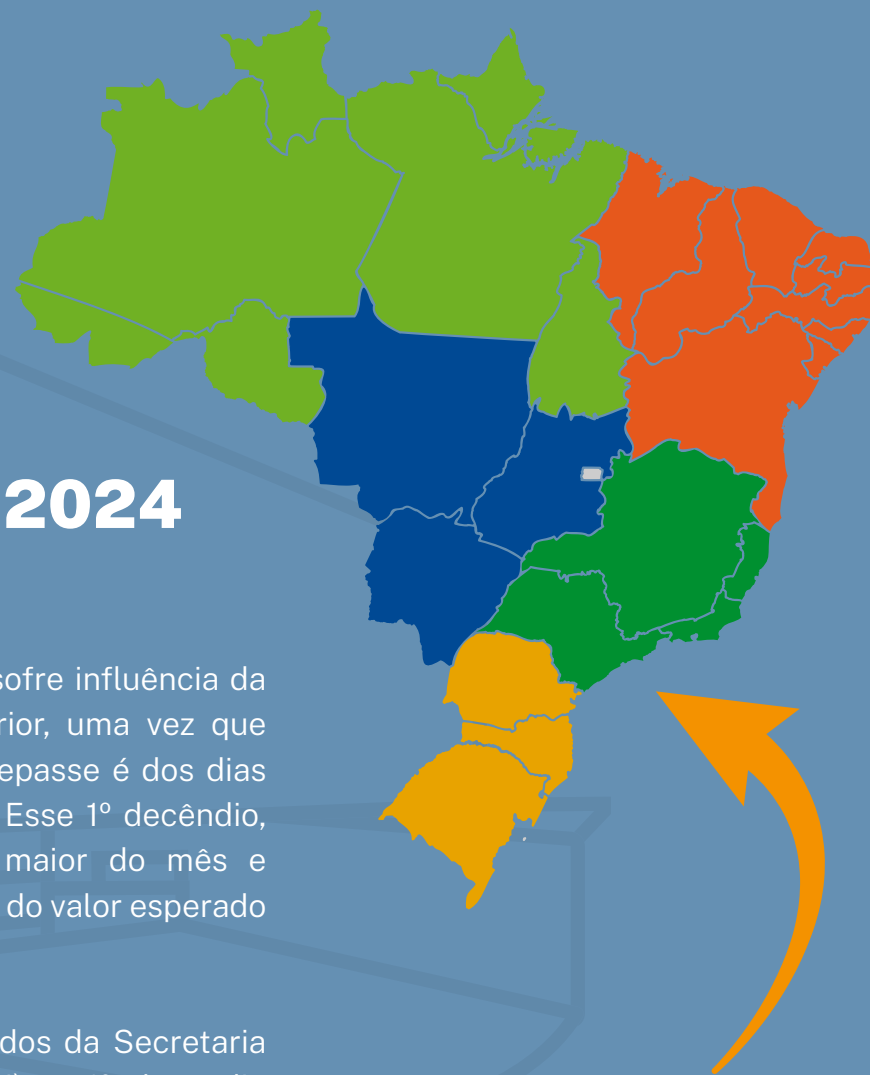 2024
sofre influência da
rior, uma vez que
epasse é dos dias
Esse 1º decêndio,
maior do mês e
do valor esperado
dos da Secretaria